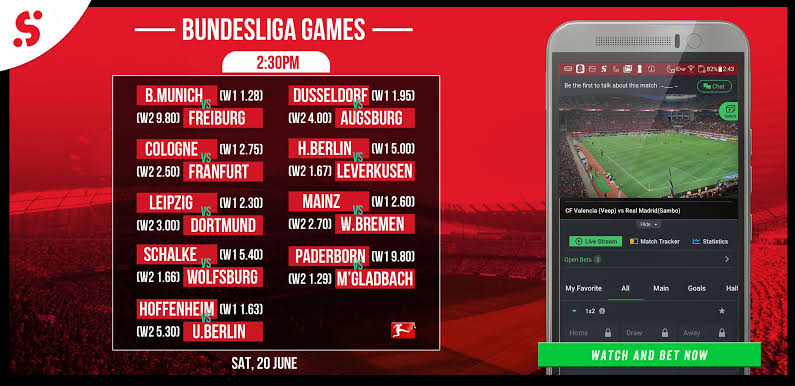 BUNDESLIGA GAMES
2:30PM
B.MUNICH (W1 1.28)
VS
(W2 9.80) FREIBURG
COLOGNE (W1 2.75)
VS
(W2 2.50) FRANFURT
LEIPZIG (W1 2.30)
VS
(W2 3.00) DORTMUND
SCHALKE (W1 5.40)
VS
(W2 1.66) WOLFSBURG
HOFFENHEIM (W1 1.63)
VS
(W2 5.30) U.BERLIN
DUSSELDORF (W1 1.95)
VS
(W2 4.00) AUGSBURG
H.BERLIN (W1 5.00)
VS
(W2 1.67) LEVERKUSEN
MAINZ (W1 2.60)
VS
(W2 2.70) W.BREMEN
PADERBORN (W1 9.80)
VS
(W2 1.29) M'GLADBACH
SAT, 20 JUNE
82% 2:43
Be the first to talk about this match
Chat
Switch
CF Valencia (Veep) vs Real Madrid(Sambo)
Hide
Live Stream Match Tracker Statistics
Open Bets 3
My Favorite All Main Goals Half
1x2
Home Draw Away
WATCH AND BET NOW